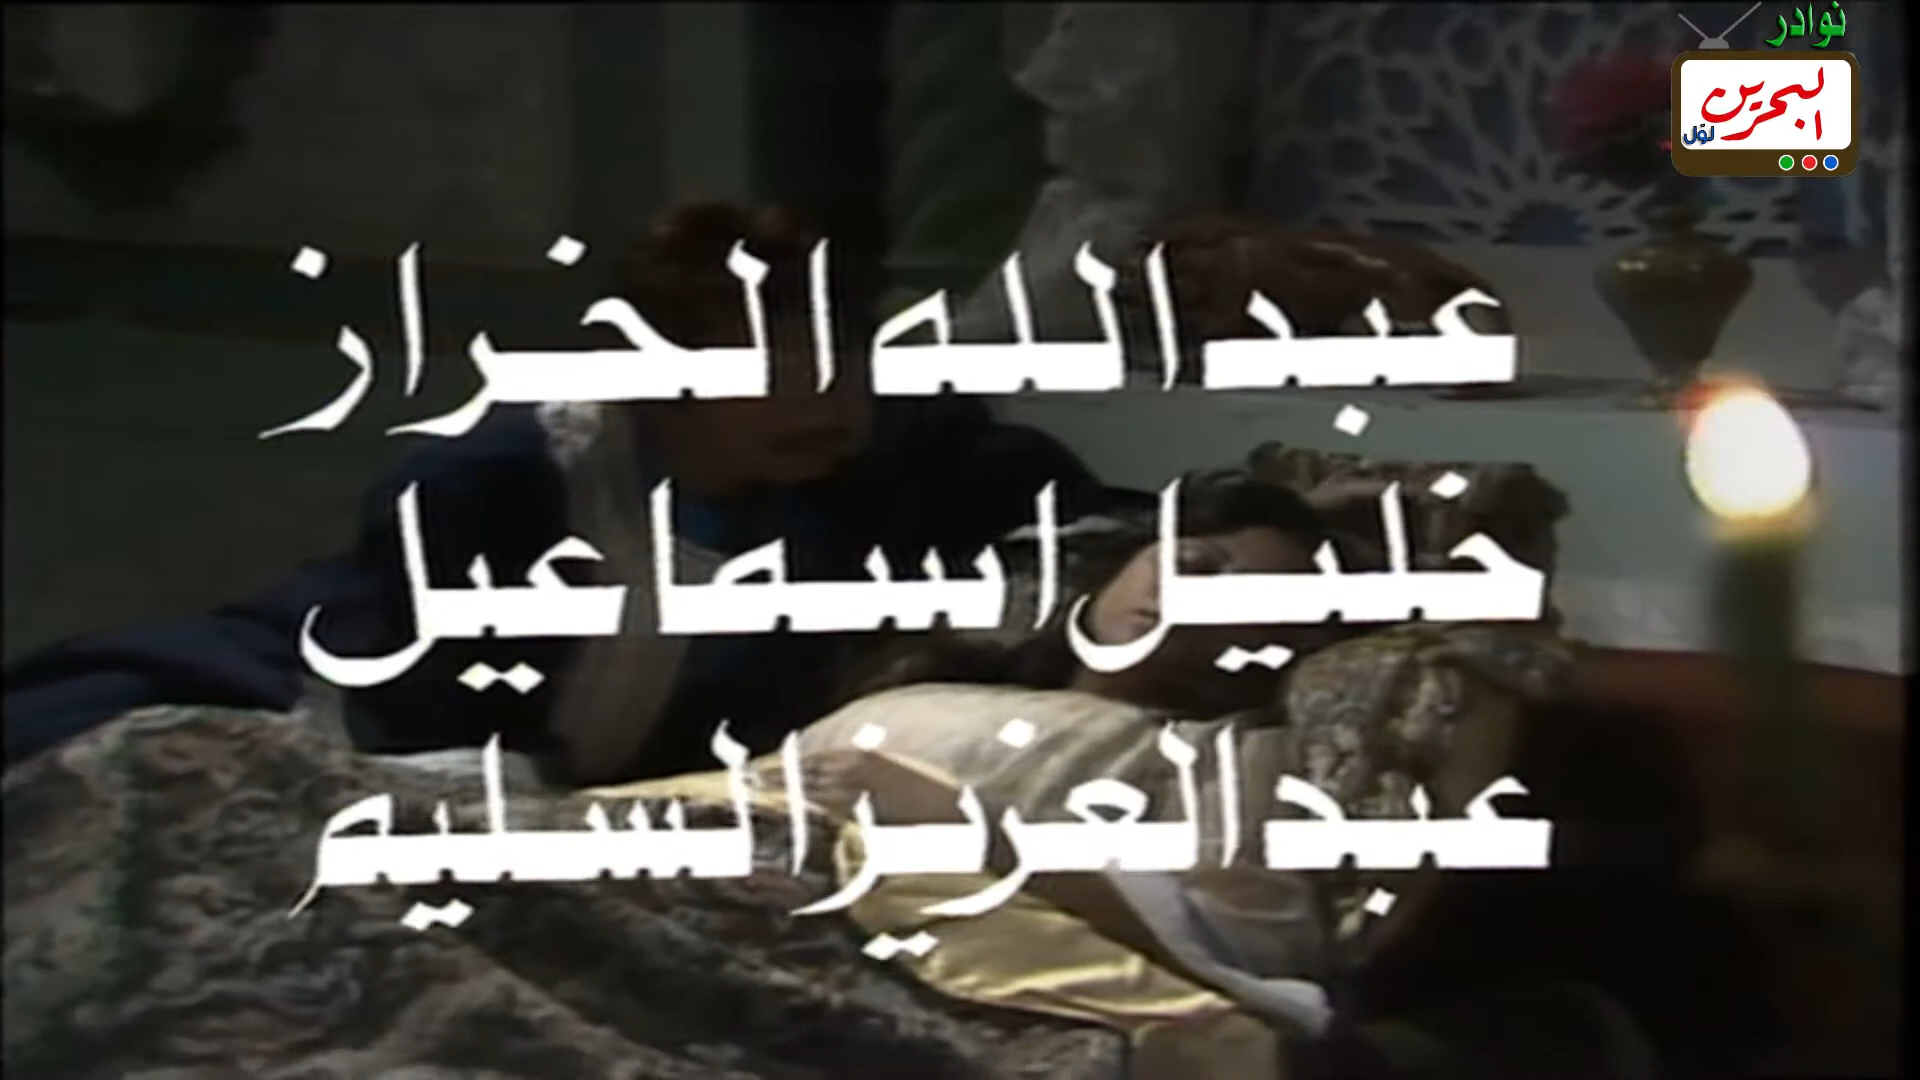 نوادر
البحرين
لوّل
عبدالله الخراز
خليل اسماعيل
عبدالعزيز السليم